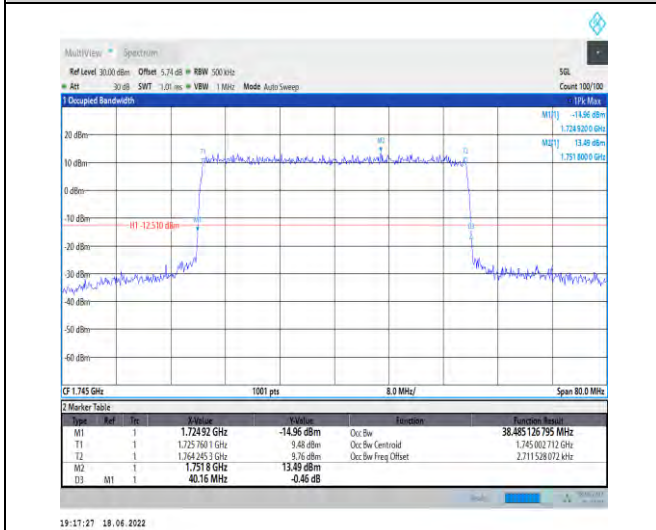 MultiView Spectrum
Ref Level 30.00 dBm Offset 5.74 dB RBW 500 kHz SGL
Att 30 dB SWT 1.01 ms VBW 1 MHz Mode Auto Sweep Count 100/100
1 Occupied Bandwidth 1Pk Max
M1[1] -14.96 dBm
1.724 920 0 GHz
M2[1] 13.49 dBm
1.751 800 0 GHz
20 dBm
M2
T1 T2
10 dBm
0 dBm
-10 dBm
H1 -12.510 dBm M1 D3
-20 dBm
-30 dBm
-40 dBm
-50 dBm
-60 dBm
CF 1.745 GHz 1001 pts 8.0 MHz/ Span 80.0 MHz
2 Marker Table
Type Ref Trc X-Value Y-Value Function Function Result
M1 1 1.724 92 GHz -14.96 dBm Occ Bw 38.485 126 795 MHz
T1 1 1.725 760 1 GHz 9.48 dBm Occ Bw Centroid 1.745 002 712 GHz
T2 1 1.764 245 3 GHz 9.76 dBm Occ Bw Freq Offset 2.711 528 072 kHz
M2 1 1.751 8 GHz 13.49 dBm
D3 M1 1 40.16 MHz -0.46 dB
19:17:27 18.06.2022